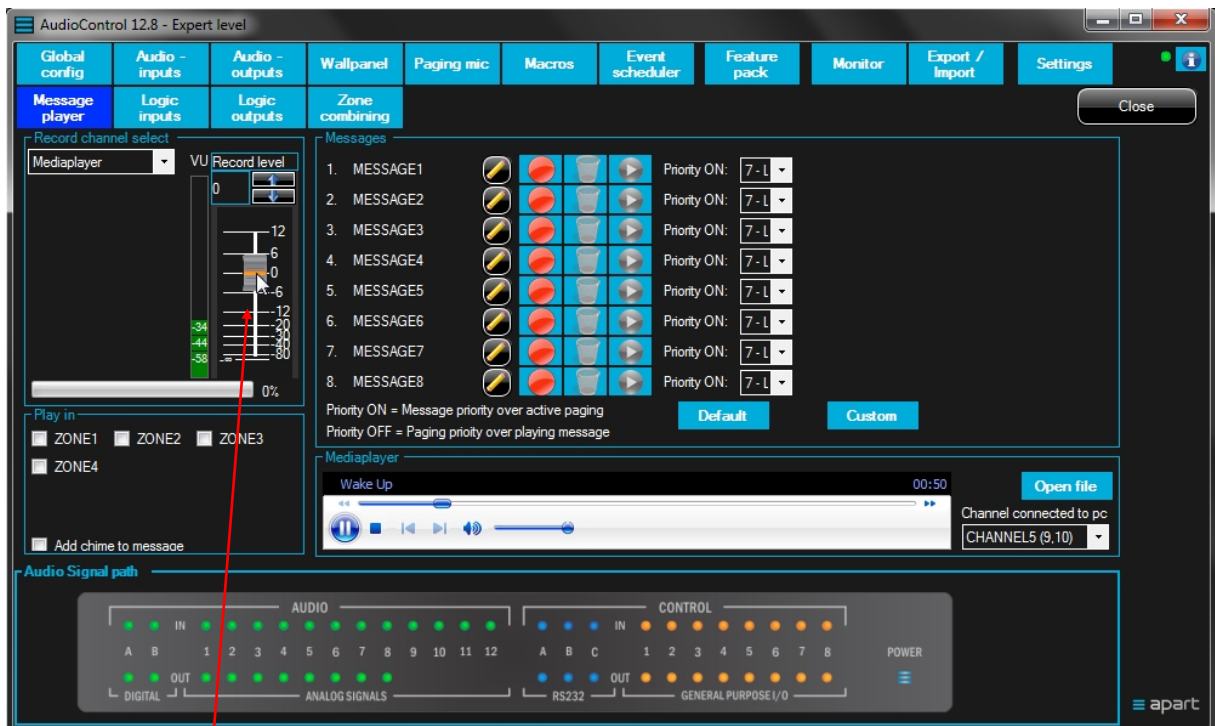 AudioControl 12.8 - Expert level
Global config
Audio - inputs
Audio - outputs
Wallpanel
Paging mic
Macros
Event scheduler
Feature pack
Monitor
Export / Import
Settings
Message player
Logic inputs
Logic outputs
Zone combining
Close
Record channel select
Mediaplayer
VU
Record level
0
12
6
0
-6
-12
-20
-80
-∞
-34
-44
-58
0%
Messages
1. MESSAGE1 Priority ON: 7 - L
2. MESSAGE2 Priority ON: 7 - L
3. MESSAGE3 Priority ON: 7 - L
4. MESSAGE4 Priority ON: 7 - L
5. MESSAGE5 Priority ON: 7 - L
6. MESSAGE6 Priority ON: 7 - L
7. MESSAGE7 Priority ON: 7 - L
8. MESSAGE8 Priority ON: 7 - L
Priority ON = Message priority over active paging
Priority OFF = Paging prioity over playing message
Default
Custom
Play in
ZONE1 ZONE2 ZONE3
ZONE4
Add chime to message
Mediaplayer
Wake Up 00:50
Open file
Channel connected to pc
CHANNEL5 (9,10)
Audio Signal path
AUDIO CONTROL
IN IN
A B 1 2 3 4 5 6 7 8 9 10 11 12 A B C 1 2 3 4 5 6 7 8 POWER
OUT OUT
DIGITAL ANALOG SIGNALS RS232 GENERAL PURPOSE I/O
apart